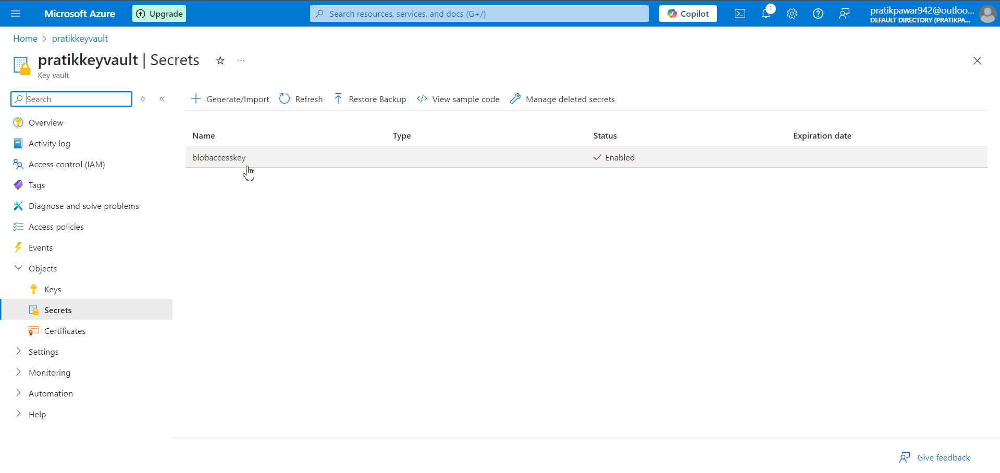 Microsoft Azure
Upgrade
Search resources, services, and docs (G+/)
Copilot
1
pratikpawar942@outloo...
DEFAULT DIRECTORY (PRATIKPA...
Home > pratikkeyvault
pratikkeyvault | Secrets
Key vault
Search
Generate/Import
Refresh
Restore Backup
View sample code
Manage deleted secrets
Overview
Activity log
Access control (IAM)
Tags
Diagnose and solve problems
Access policies
Events
Objects
Keys
Secrets
Certificates
Settings
Monitoring
Automation
Help
Name Type Status Expiration date
blobaccesskey Enabled
Give feedback